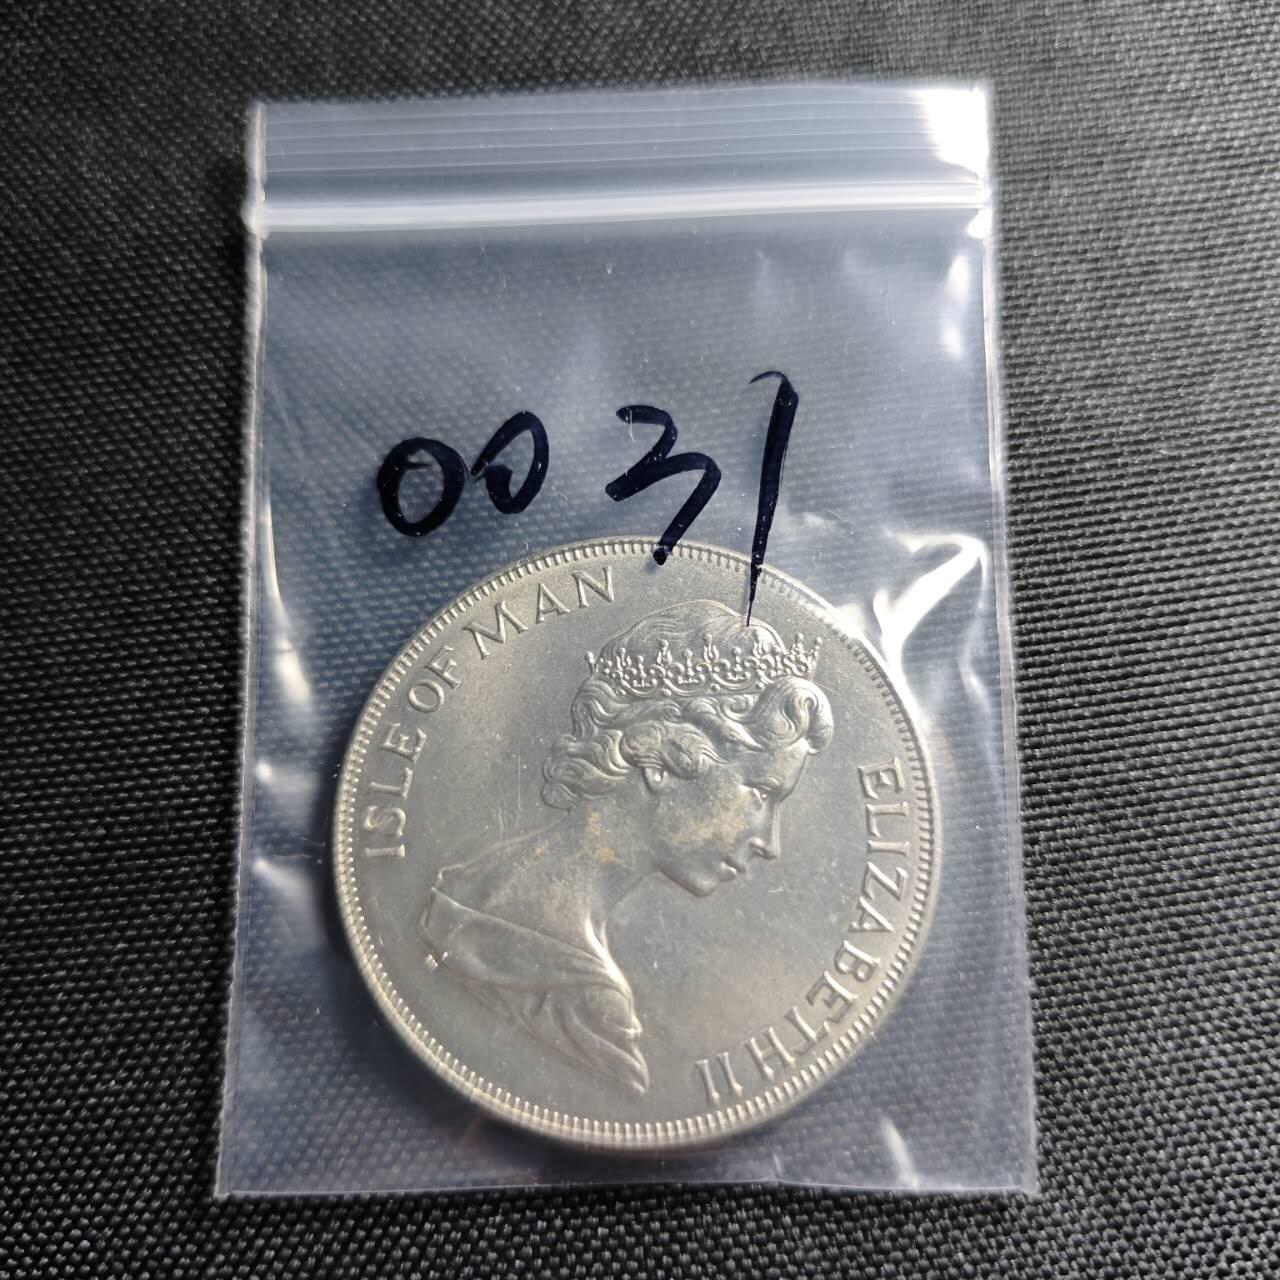 0031
ISLE OF MAN
ELIZABETH II